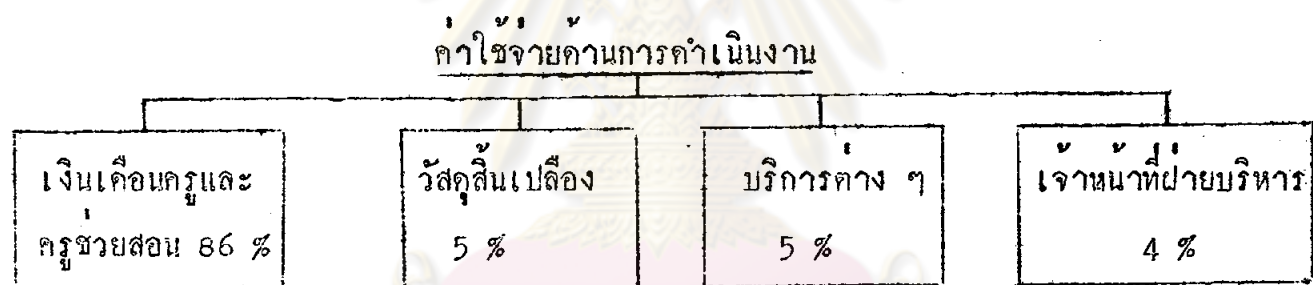 ค่าใช้จ่ายด้านการดำเนินงาน
เงินเดือนครูและ
ครูช่วยสอน 86 %
วัสดุสิ้นเปลือง
5 %
บริการต่าง ๆ
5 %
เจ้าหน้าที่ฝ่ายบริหาร
4 %